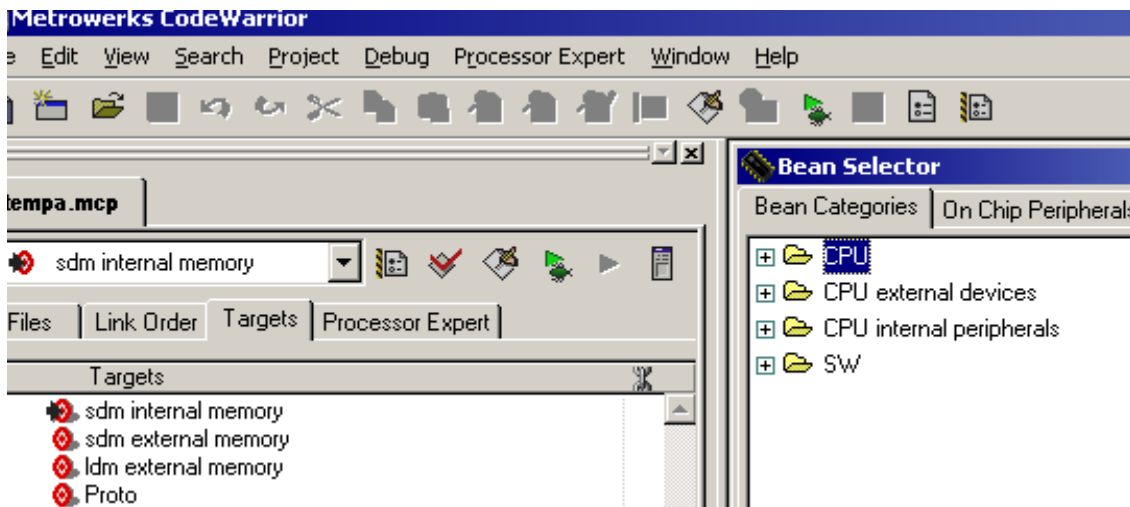 Metrowerks CodeWarrior
e Edit View Search Project Debug Processor Expert Window Help
tempa.mcp
sdm internal memory
Files Link Order Targets Processor Expert
Targets
sdm internal memory
sdm external memory
ldm external memory
Proto
Bean Selector
Bean Categories On Chip Peripherals
CPU
CPU external devices
CPU internal peripherals
SW